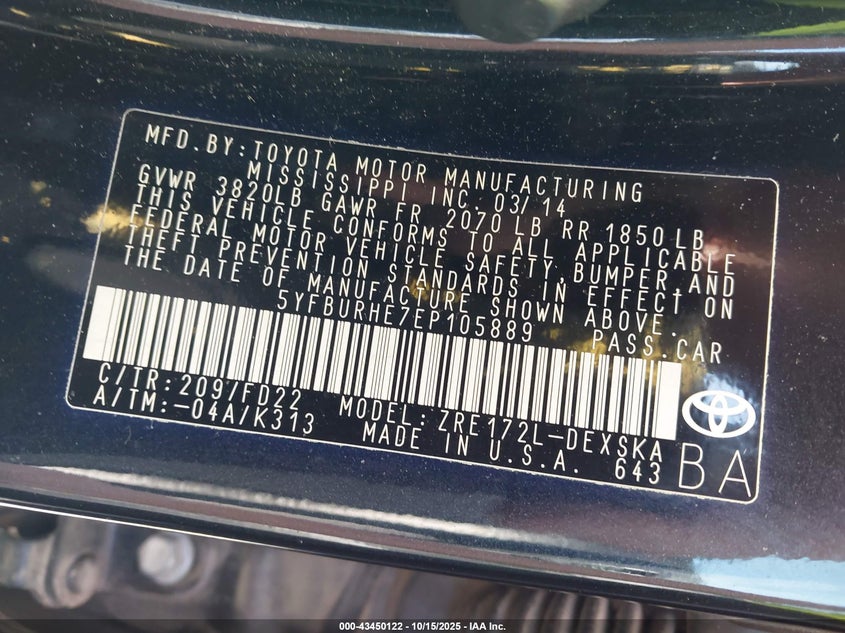 MFD.BY:TOYOTA MOTOR MANUFACTURING
MISSISSIPPI, INC. 03/14
GVWR 3820LB GAWR FR 2070 LB RR 1850 LB
THIS VEHICLE CONFORMS TO ALL APPLICABLE
FEDERAL MOTOR VEHICLE SAFETY,BUMPER,AND
THEFT PREVENTION STANDARDS IN EFFECT ON
THE DATE OF MANUFACTURE SHOWN ABOVE.
5YFBURHE7EP105889 PASS.CAR
C/TR:209/FD22 MODEL:ZRE172L-DEXSKA
A/TM:-04A/K313 MADE IN U.S.A. 643
BA
000-43450122 - 10/15/2025 - IAA Inc.